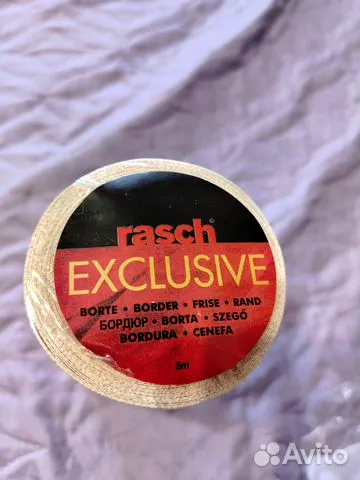 rasch
EXCLUSIVE
BORTE • BORDER • FRISE • RAND
БОРДЮР • BORTA • SZEGŐ
BORDURA • CENEFA
5m
Avito